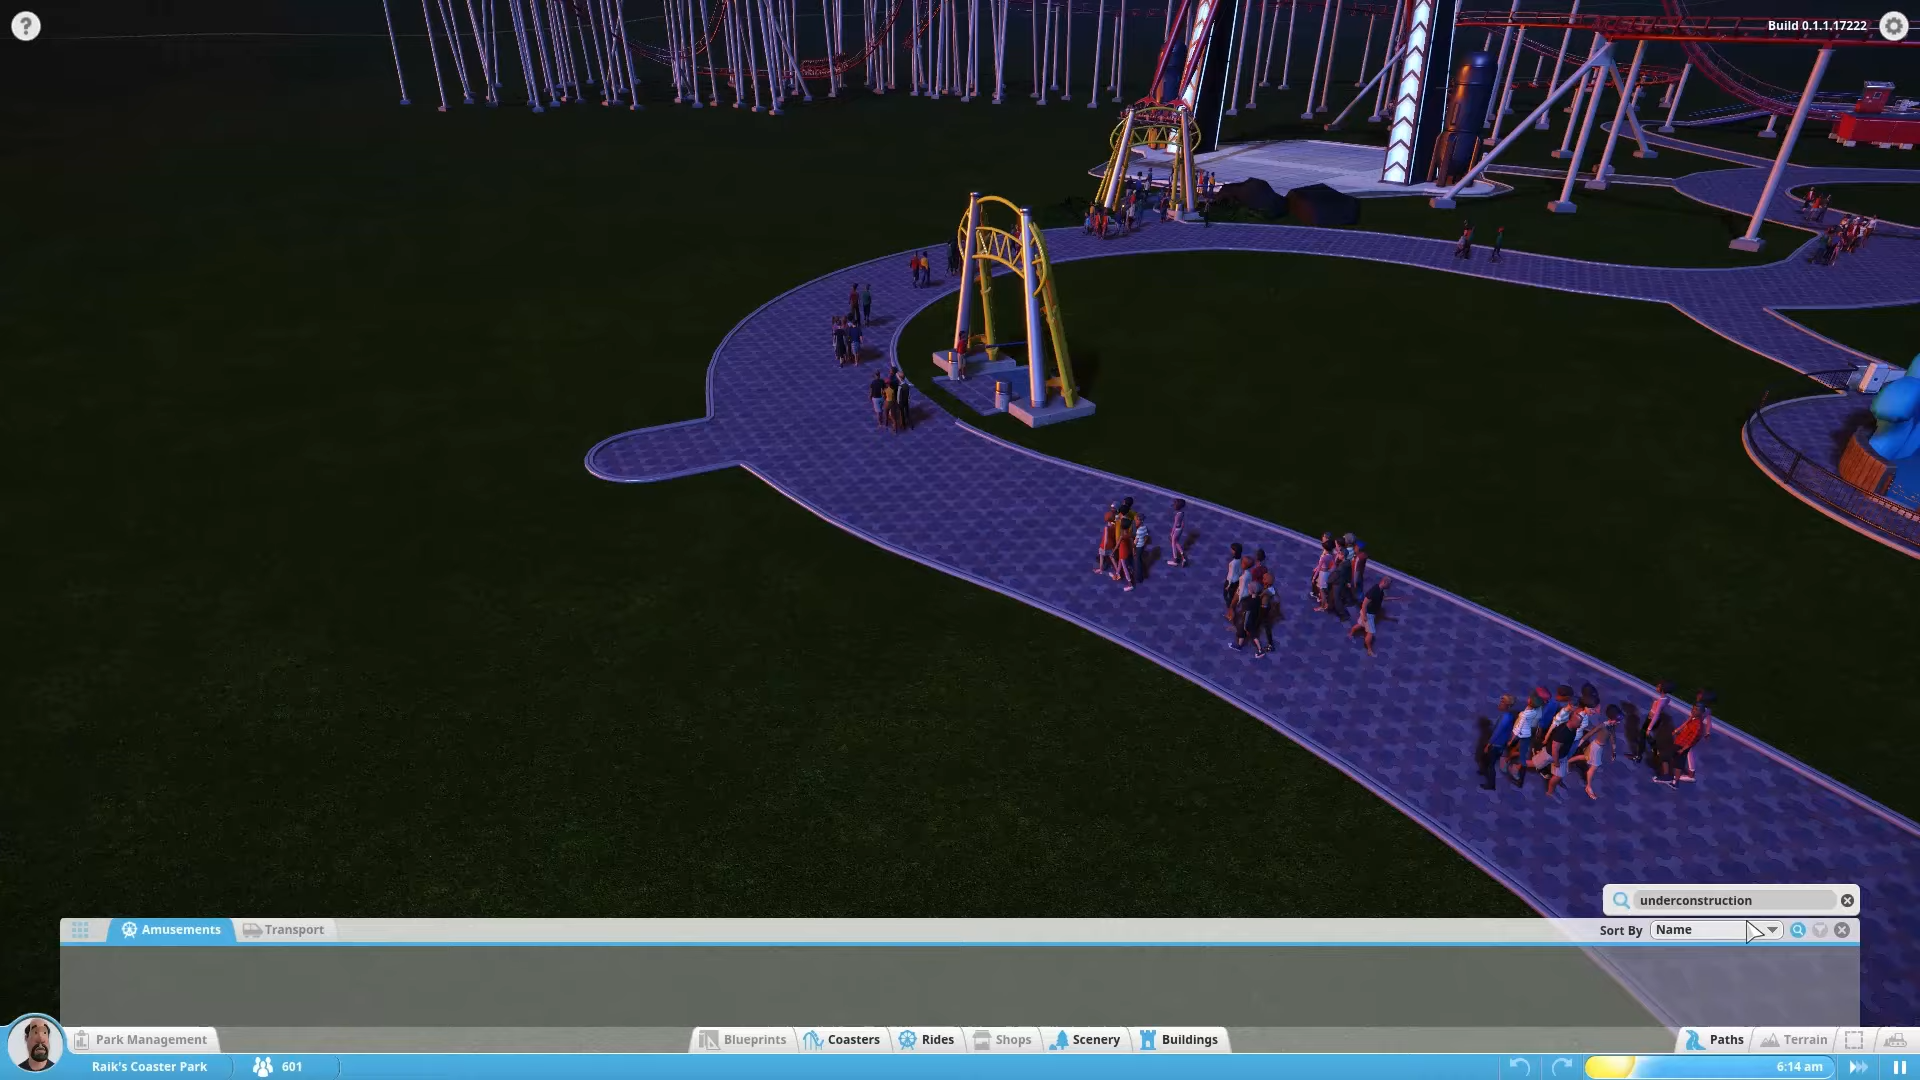 ?
Build 0.1.1.17222
underconstruction
Amusements
Transport
Sort By
Name
Park Management
Blueprints
Coasters
Rides
Shops
Scenery
Buildings
Paths
Terrain
Raik's Coaster Park
601
6:14 am